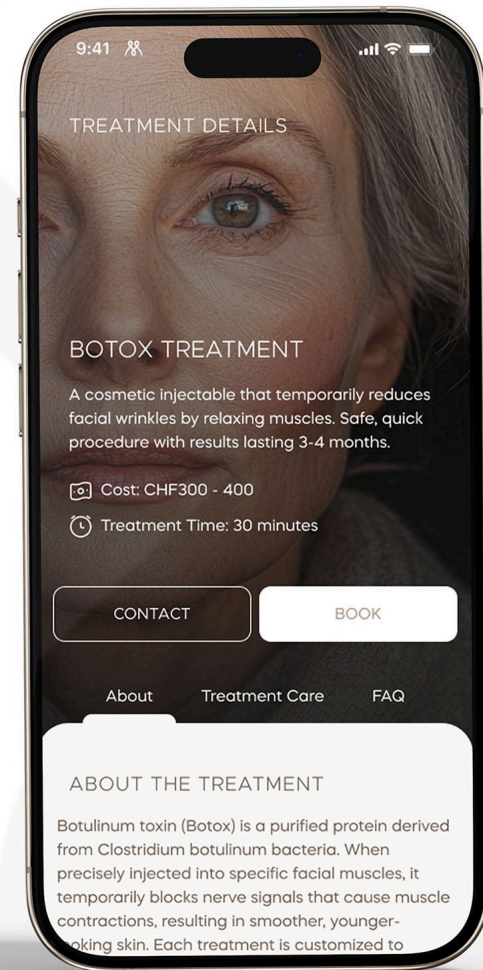 9:41
TREATMENT DETAILS
BOTOX TREATMENT
A cosmetic injectable that temporarily reduces
facial wrinkles by relaxing muscles. Safe, quick
procedure with results lasting 3-4 months.
Cost: CHF300 - 400
Treatment Time: 30 minutes
CONTACT BOOK
About Treatment Care FAQ
ABOUT THE TREATMENT
Botulinum toxin (Botox) is a purified protein derived
from Clostridium botulinum bacteria. When
precisely injected into specific facial muscles, it
temporarily blocks nerve signals that cause muscle
contractions, resulting in smoother, younger-
looking skin. Each treatment is customized to